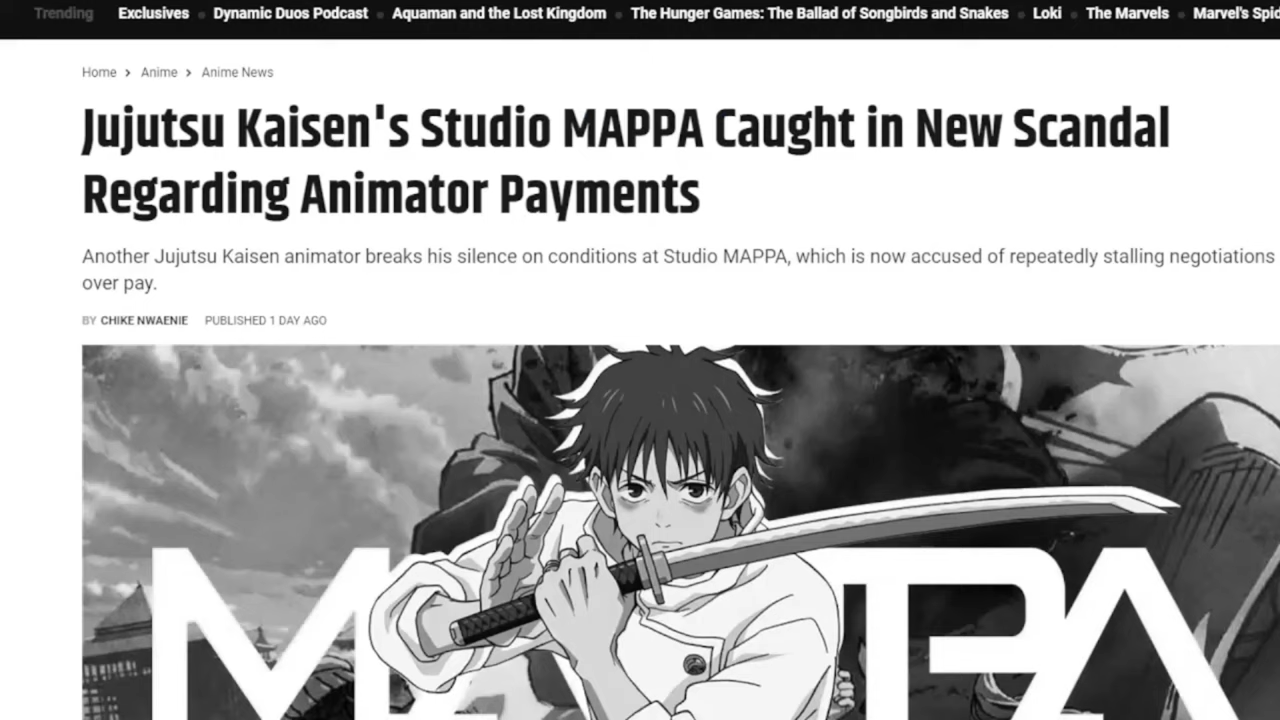 Trending Exclusives Dynamic Duos Podcast Aquaman and the Lost Kingdom The Hunger Games: The Ballad of Songbirds and Snakes Loki The Marvels Marvel's
Home > Anime > Anime News
Jujutsu Kaisen's Studio MAPPA Caught in New Scandal
Regarding Animator Payments
Another Jujutsu Kaisen animator breaks his silence on conditions at Studio MAPPA, which is now accused of repeatedly stalling negotiations
over pay.
BY CHIKE NWAENIE PUBLISHED 1 DAY AGO
MAPPA